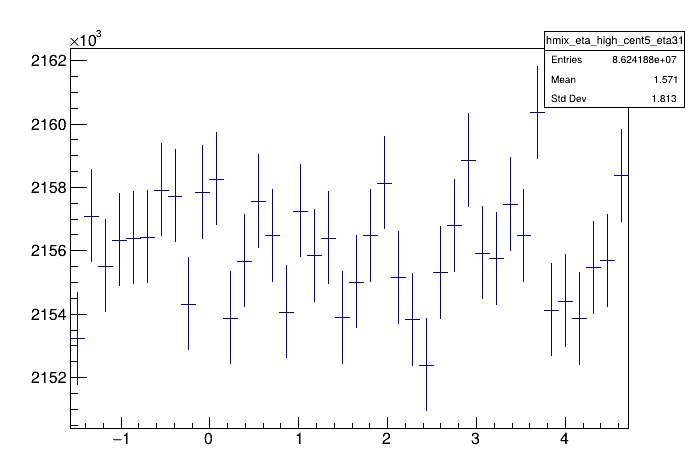 ×10³
hmix_eta_high_cent5_eta31
Entries 8.624188e+07
Mean 1.571
Std Dev 1.813
2162
2160
2158
2156
2154
2152
−1 0 1 2 3 4